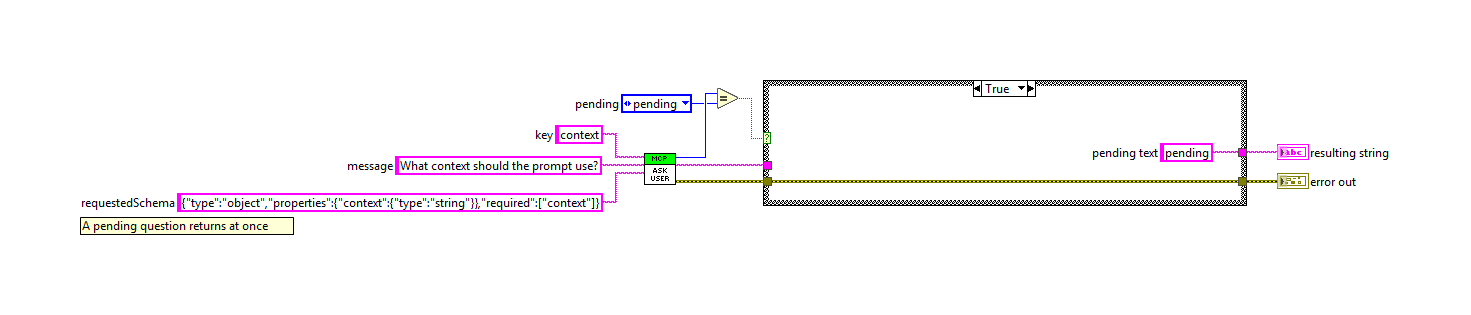 True
pending
pending
=
key
context
message
What context should the prompt use?
MCP
ASK
USER
?
pending text
pending
abc
resulting string
error out
requestedSchema
{"type":"object","properties":{"context":{"type":"string"}},"required":["context"]}
A pending question returns at once